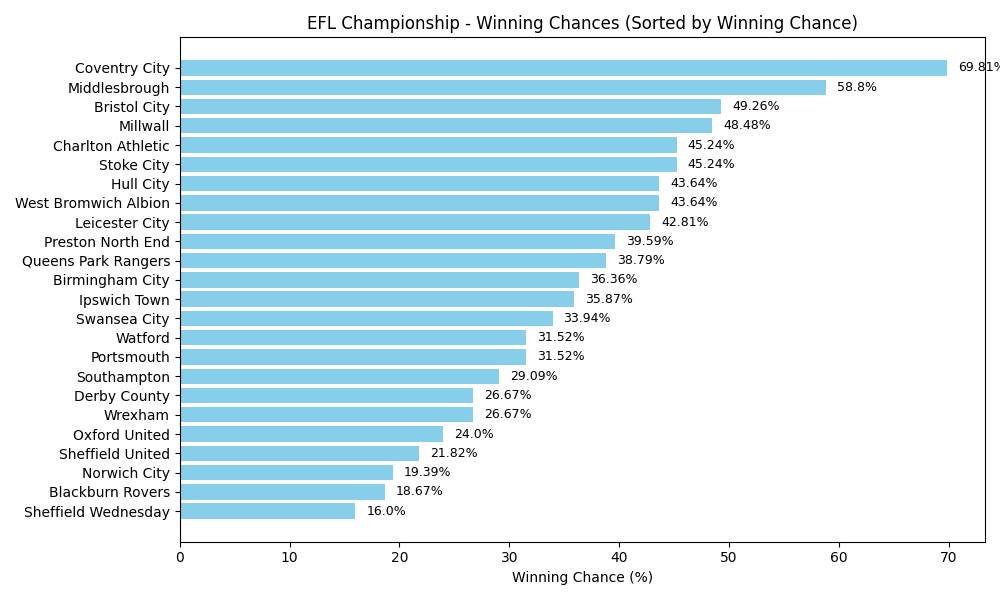 EFL Championship - Winning Chances (Sorted by Winning Chance)
Coventry City 69.81%
Middlesbrough 58.8%
Bristol City 49.26%
Millwall 48.48%
Charlton Athletic 45.24%
Stoke City 45.24%
Hull City 43.64%
West Bromwich Albion 43.64%
Leicester City 42.81%
Preston North End 39.59%
Queens Park Rangers 38.79%
Birmingham City 36.36%
Ipswich Town 35.87%
Swansea City 33.94%
Watford 31.52%
Portsmouth 31.52%
Southampton 29.09%
Derby County 26.67%
Wrexham 26.67%
Oxford United 24.0%
Sheffield United 21.82%
Norwich City 19.39%
Blackburn Rovers 18.67%
Sheffield Wednesday 16.0%
0 10 20 30 40 50 60 70
Winning Chance (%)